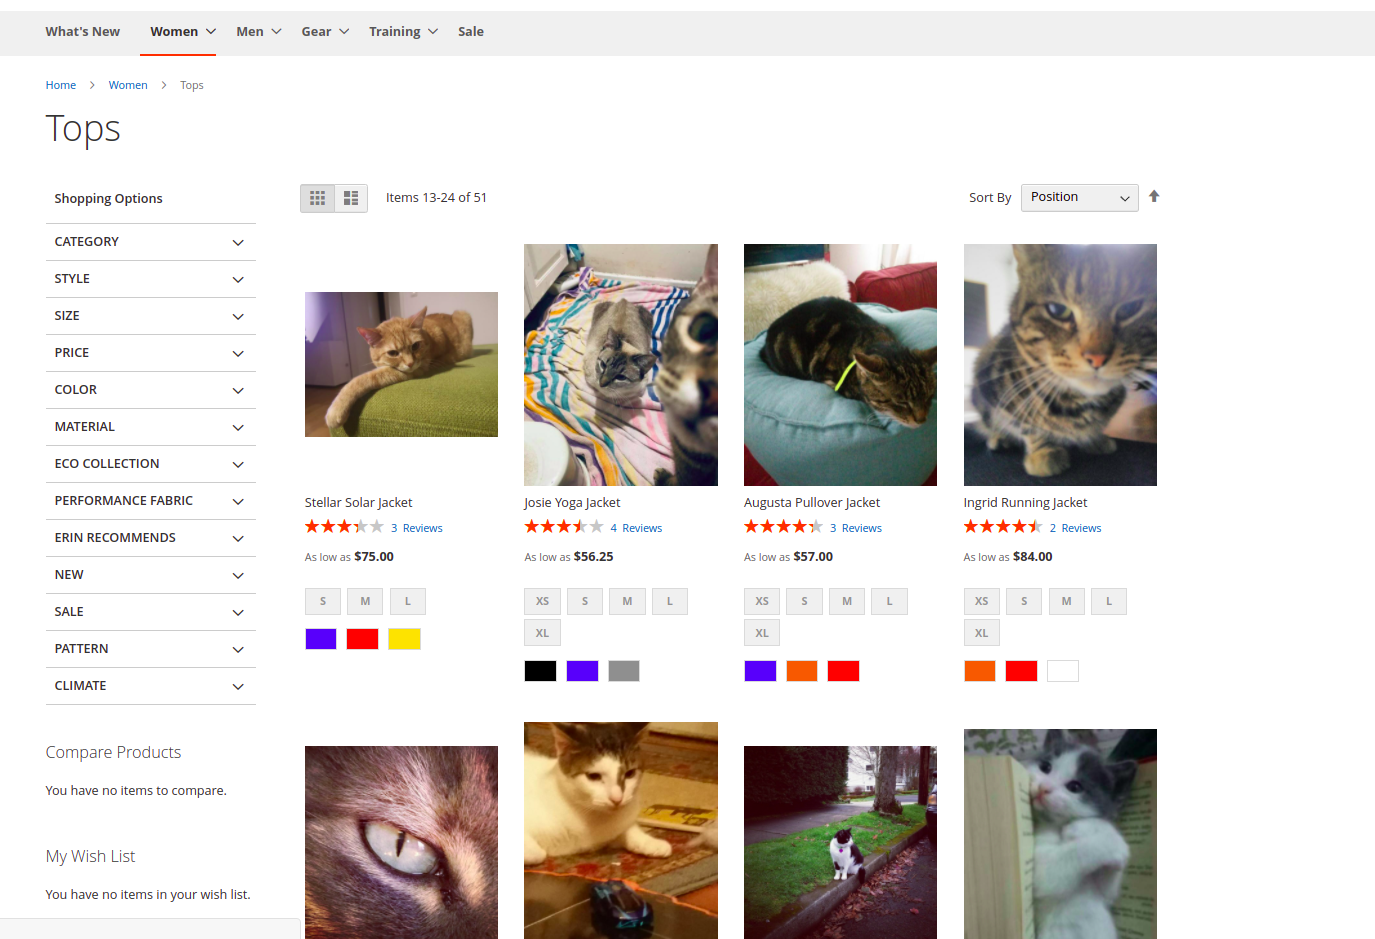 What's New Women Men Gear Training Sale
Home Women Tops
Tops
Shopping Options
CATEGORY
STYLE
SIZE
PRICE
COLOR
MATERIAL
ECO COLLECTION
PERFORMANCE FABRIC
ERIN RECOMMENDS
NEW
SALE
PATTERN
CLIMATE
Compare Products
You have no items to compare.
My Wish List
You have no items in your wish list.
Items 13-24 of 51
Sort By Position
Stellar Solar Jacket
3 Reviews
As low as $75.00
S M L
Josie Yoga Jacket
4 Reviews
As low as $56.25
XS S M L
XL
Augusta Pullover Jacket
3 Reviews
As low as $57.00
XS S M L
XL
Ingrid Running Jacket
2 Reviews
As low as $84.00
XS S M L
XL